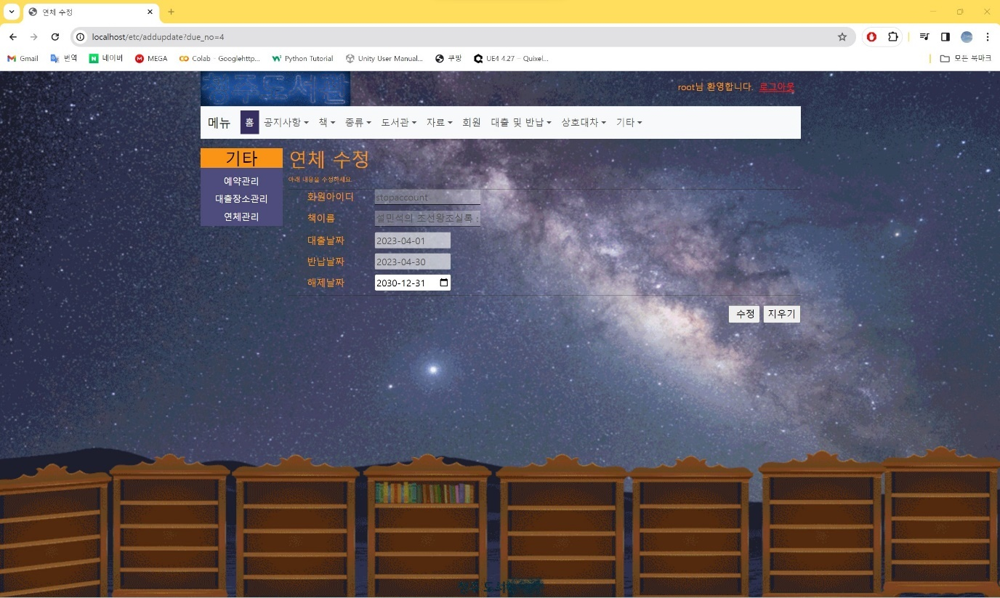 연체 수정
localhost/etc/addupdate?due_no=4
Gmail 번역 네이버 MEGA Colab - Googlehttp... Python Tutorial Unity User Manual... 쿠팡 UE4 4.27 - Quixel... 모든 북마크
청주도서관
root님 환영합니다. 로그아웃
메뉴 홈 공지사항 책 종류 도서관 자료 회원 대출 및 반납 상호대차 기타
기타
예약관리
대출장소관리
연체관리
연체 수정
아래 내용을 수정하세요.
회원아이디 stopaccount
책이름 설민석의 조선왕조실록 :
대출날짜 2023-04-01
반납날짜 2023-04-30
해제날짜 2030-12-31
수정 지우기